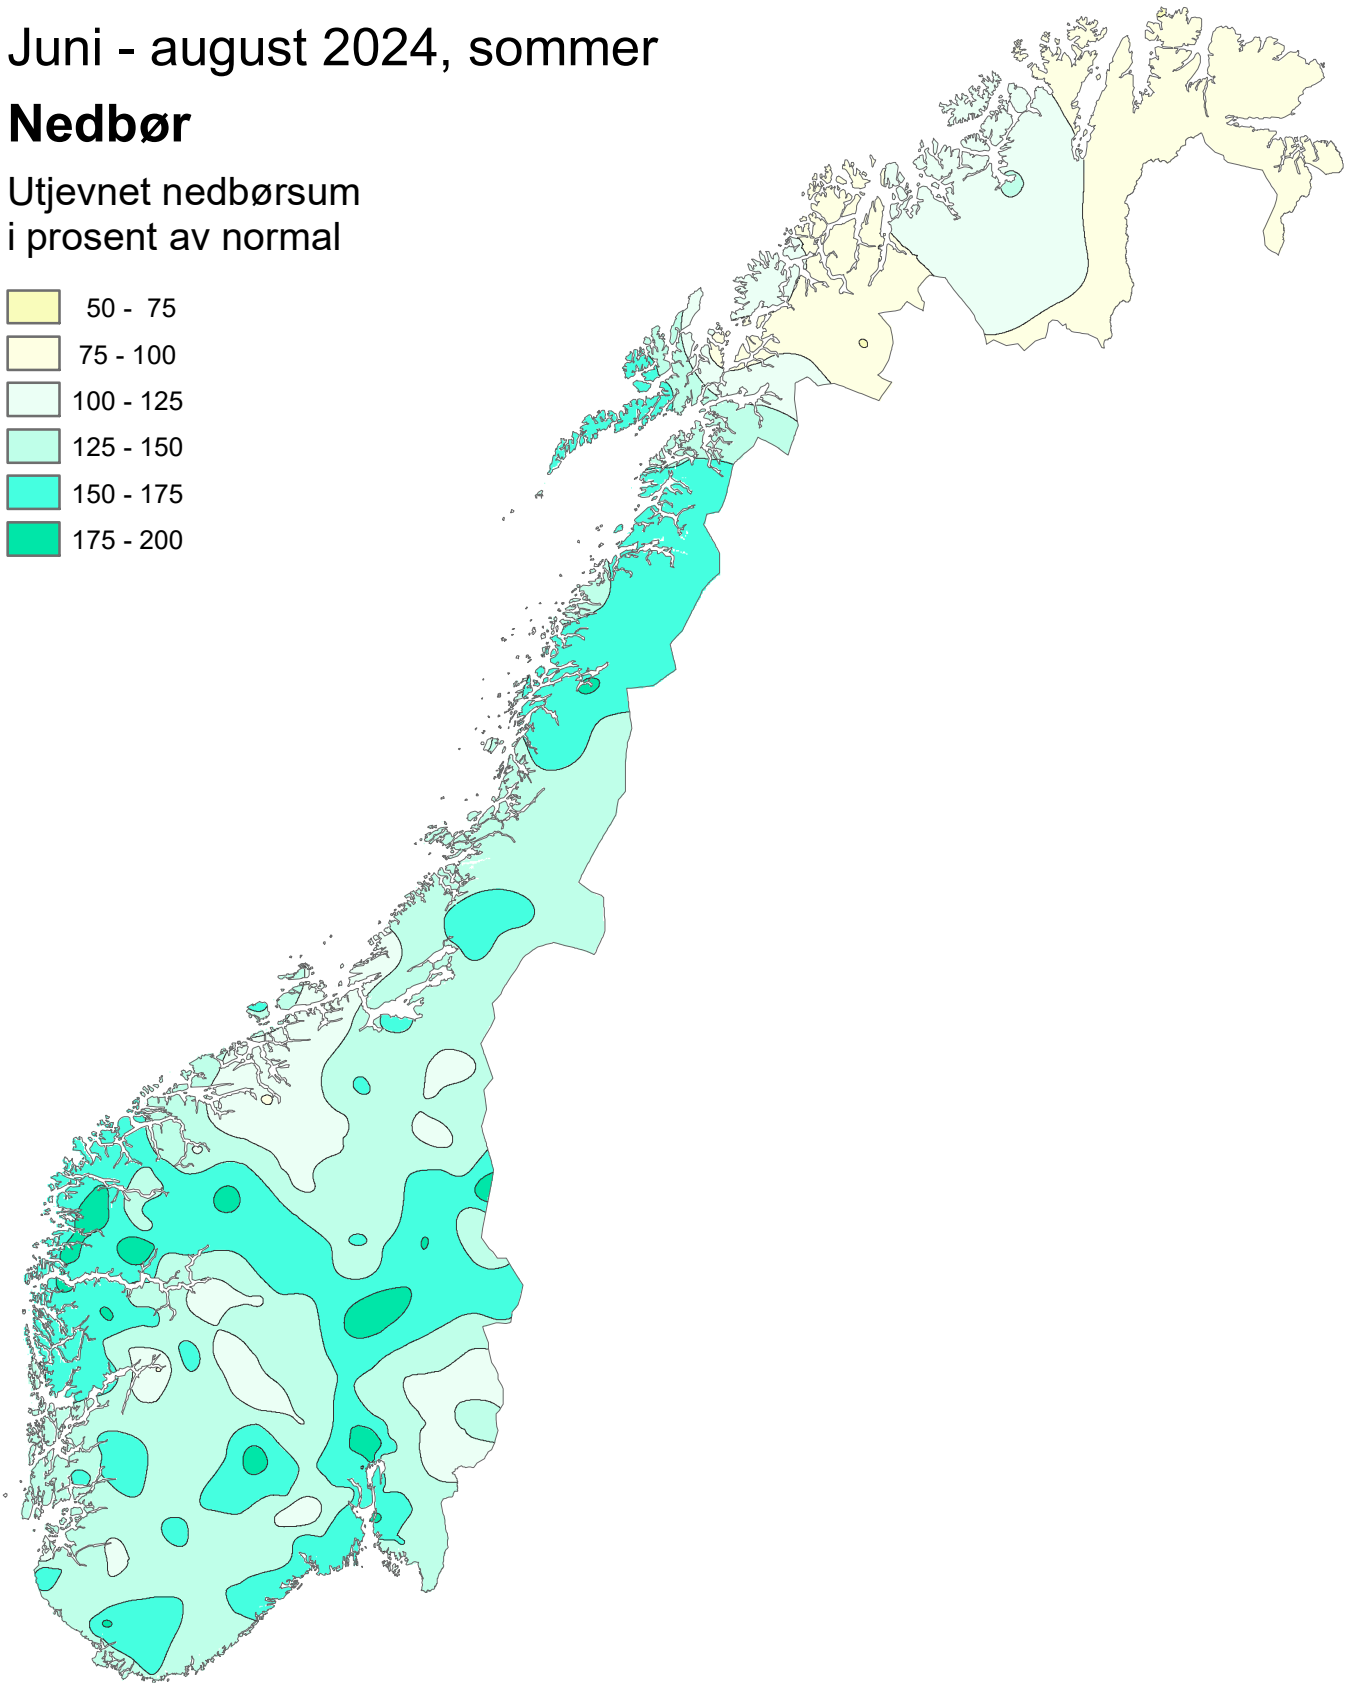 Juni - august 2024, sommer
Nedbør
Utjevnet nedbørsum
i prosent av normal
50 - 75
75 - 100
100 - 125
125 - 150
150 - 175
175 - 200